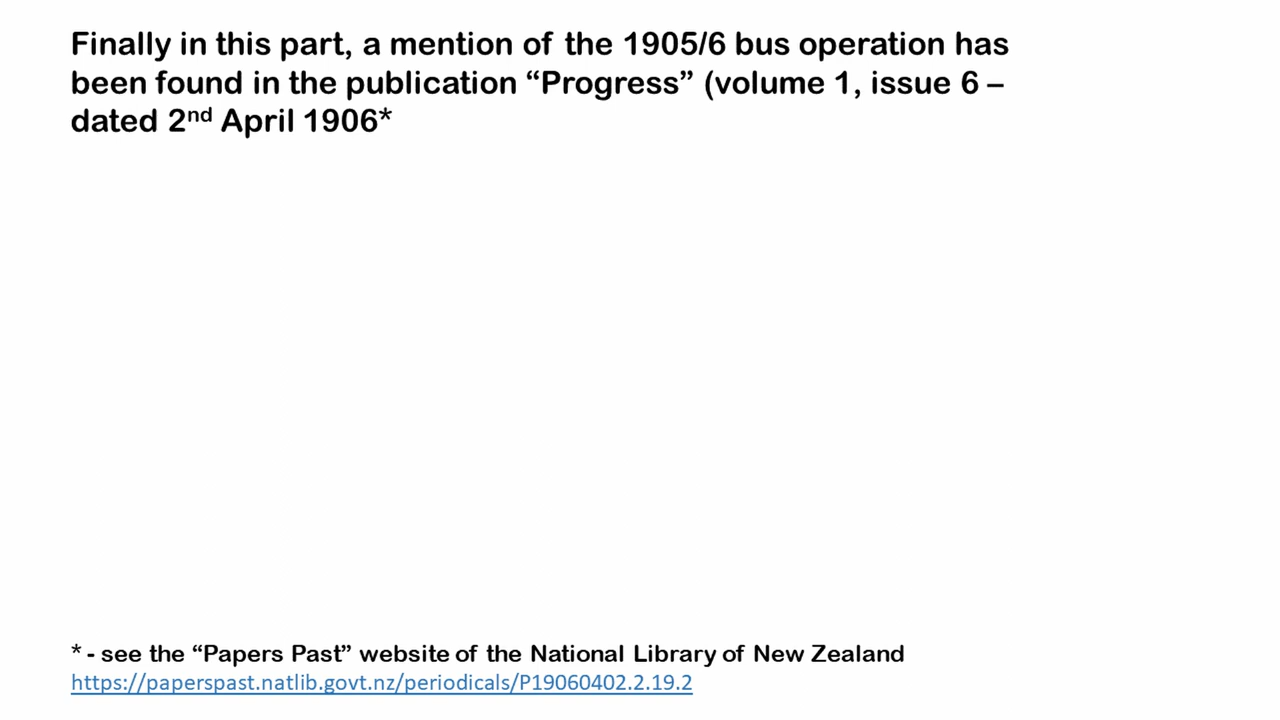 Finally in this part, a mention of the 1905/6 bus operation has
been found in the publication “Progress” (volume 1, issue 6 –
dated 2nd April 1906*
* - see the “Papers Past” website of the National Library of New Zealand
https://paperspast.natlib.govt.nz/periodicals/P19060402.2.19.2